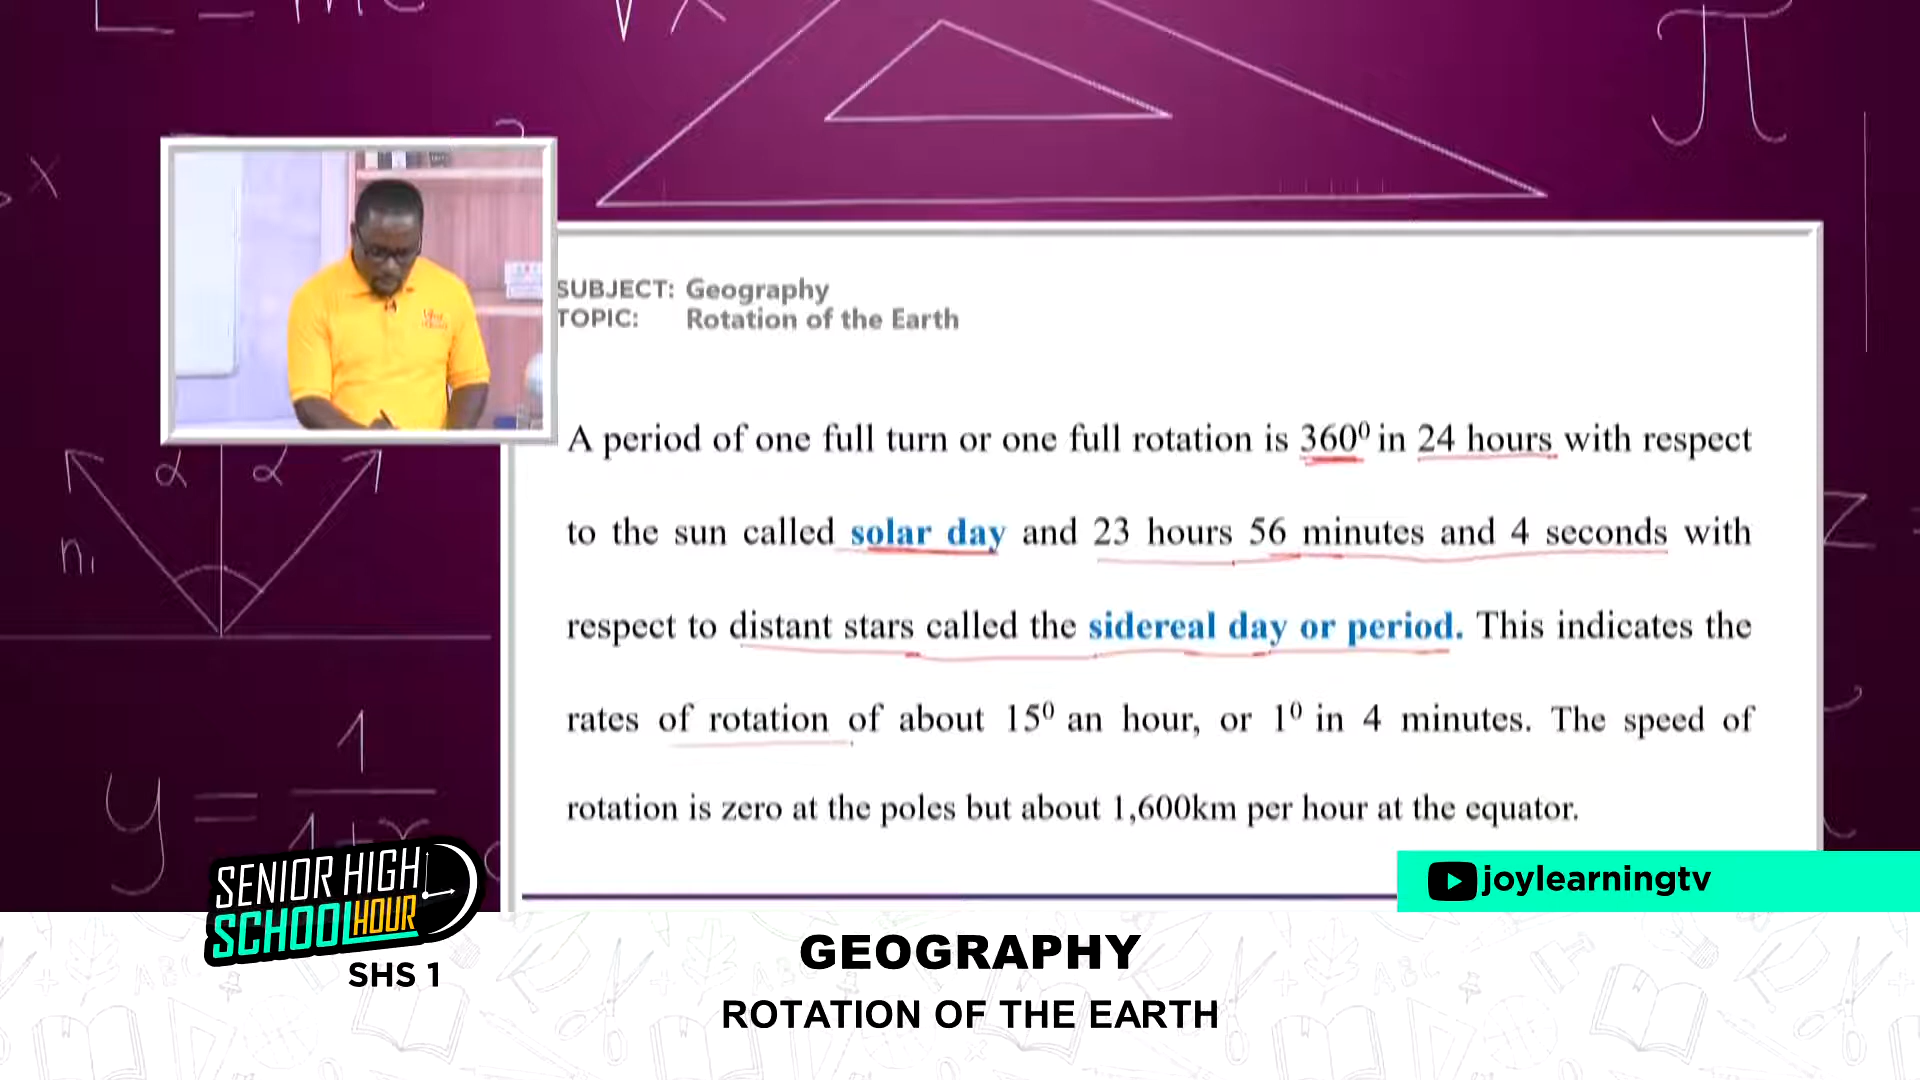 SUBJECT: Geography
TOPIC: Rotation of the Earth
A period of one full turn or one full rotation is 360⁰ in 24 hours with respect
to the sun called solar day and 23 hours 56 minutes and 4 seconds with
respect to distant stars called the sidereal day or period. This indicates the
rates of rotation of about 15⁰ an hour, or 1⁰ in 4 minutes. The speed of
rotation is zero at the poles but about 1,600km per hour at the equator.
π
x
α α
n₁
y = 1
joylearningtv
SENIOR HIGH
SCHOOL HOUR
SHS 1
GEOGRAPHY
ROTATION OF THE EARTH